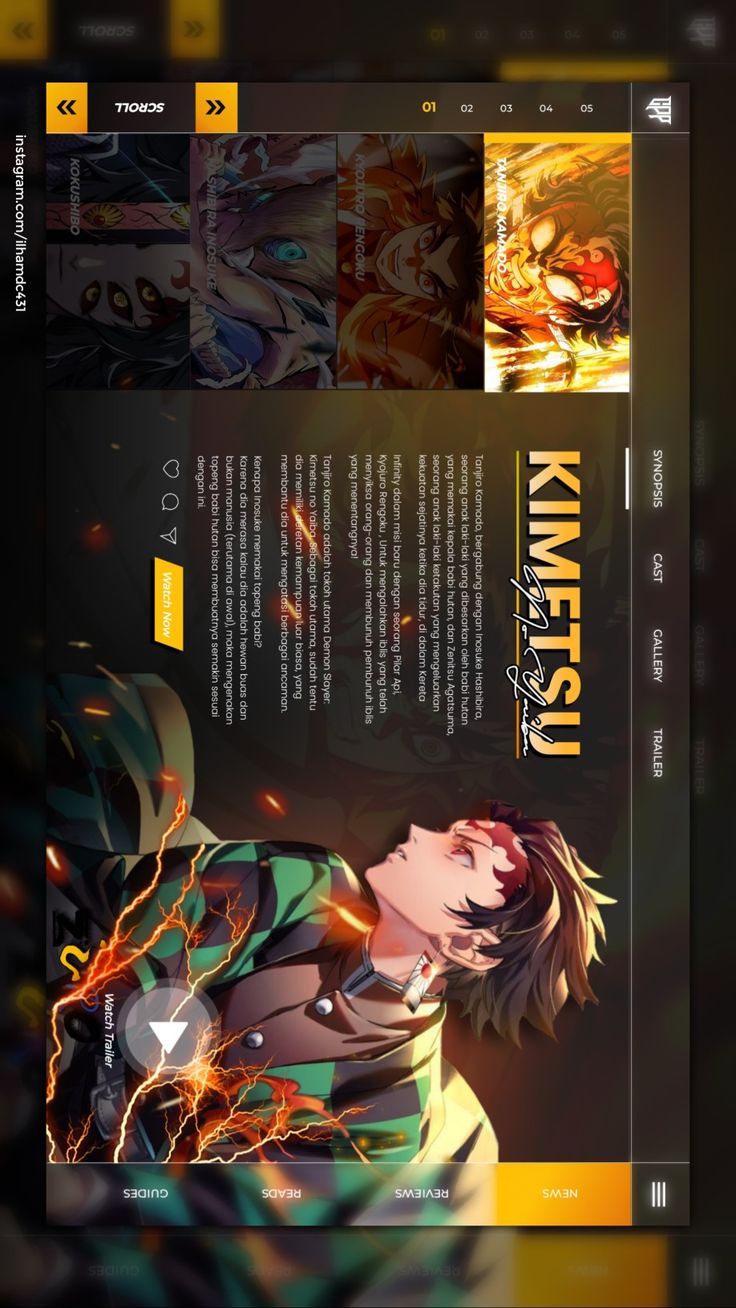 SYNOPSIS
CAST
GALLERY
TRAILER
01
02
03
04
05
SCROLL
TANJIRO KAMADO
KYOJURO RENGOKU
HASHIBIRA INOSUKE
KOKUSHIBO
KIMETSU
No Yaiba
Tanjiro Kamado, bergabung dengan Inosuke Hashibira,
seorang anak laki-laki yang dibesarkan oleh babi hutan
yang memakai kepala babi hutan, dan Zenitsu Agatsuma,
seorang anak laki-laki ketakutan yang mengeluarkan
kekuatan sejatinya ketika dia tidur, di dalam Kereta
Infinity dalam misi baru dengan seorang Pilar Api,
Kyojuro Rengoku, Untuk mengalahkan iblis yang telah
menyiksa orang-orang dan membunuh pembunuh iblis
yang menentangnya!
Tanjiro Kamado adalah tokoh utama Demon Slayer:
Kimetsu no Yaiba. Sebagai tokoh utama, sudah tentu
dia memiliki deretan kemampuan luar biasa, yang
membantu dia untuk mengatasi berbagai ancaman.
Kenapa Inosuke memakai topeng babi?
Karena dia merasa kalau dia adalah hewan buas dan
bukan manusia (terutama di awal), maka mengenakan
topeng babi hutan bisa membuatnya semakin sesuai
dengan ini.
Watch Now
Watch Trailer
NEWS
REVIEWS
READS
GUIDES
instagram.com/ilhamdc431